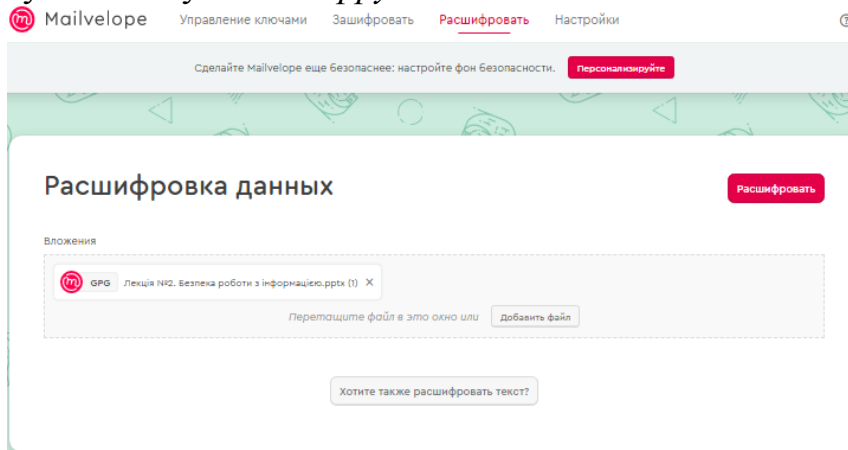 Mailvelope Управление ключами Зашифровать Расшифровать Настройки
Сделайте Mailvelope еще безопаснее: настройте фон безопасности. Персонализируйте
Расшифровка данных
Расшифровать
Вложения
GPG Лекція №2. Безпека роботи з інформацією.pptx (1) ×
Перетащите файл в это окно или Добавить файл
Хотите также расшифровать текст?